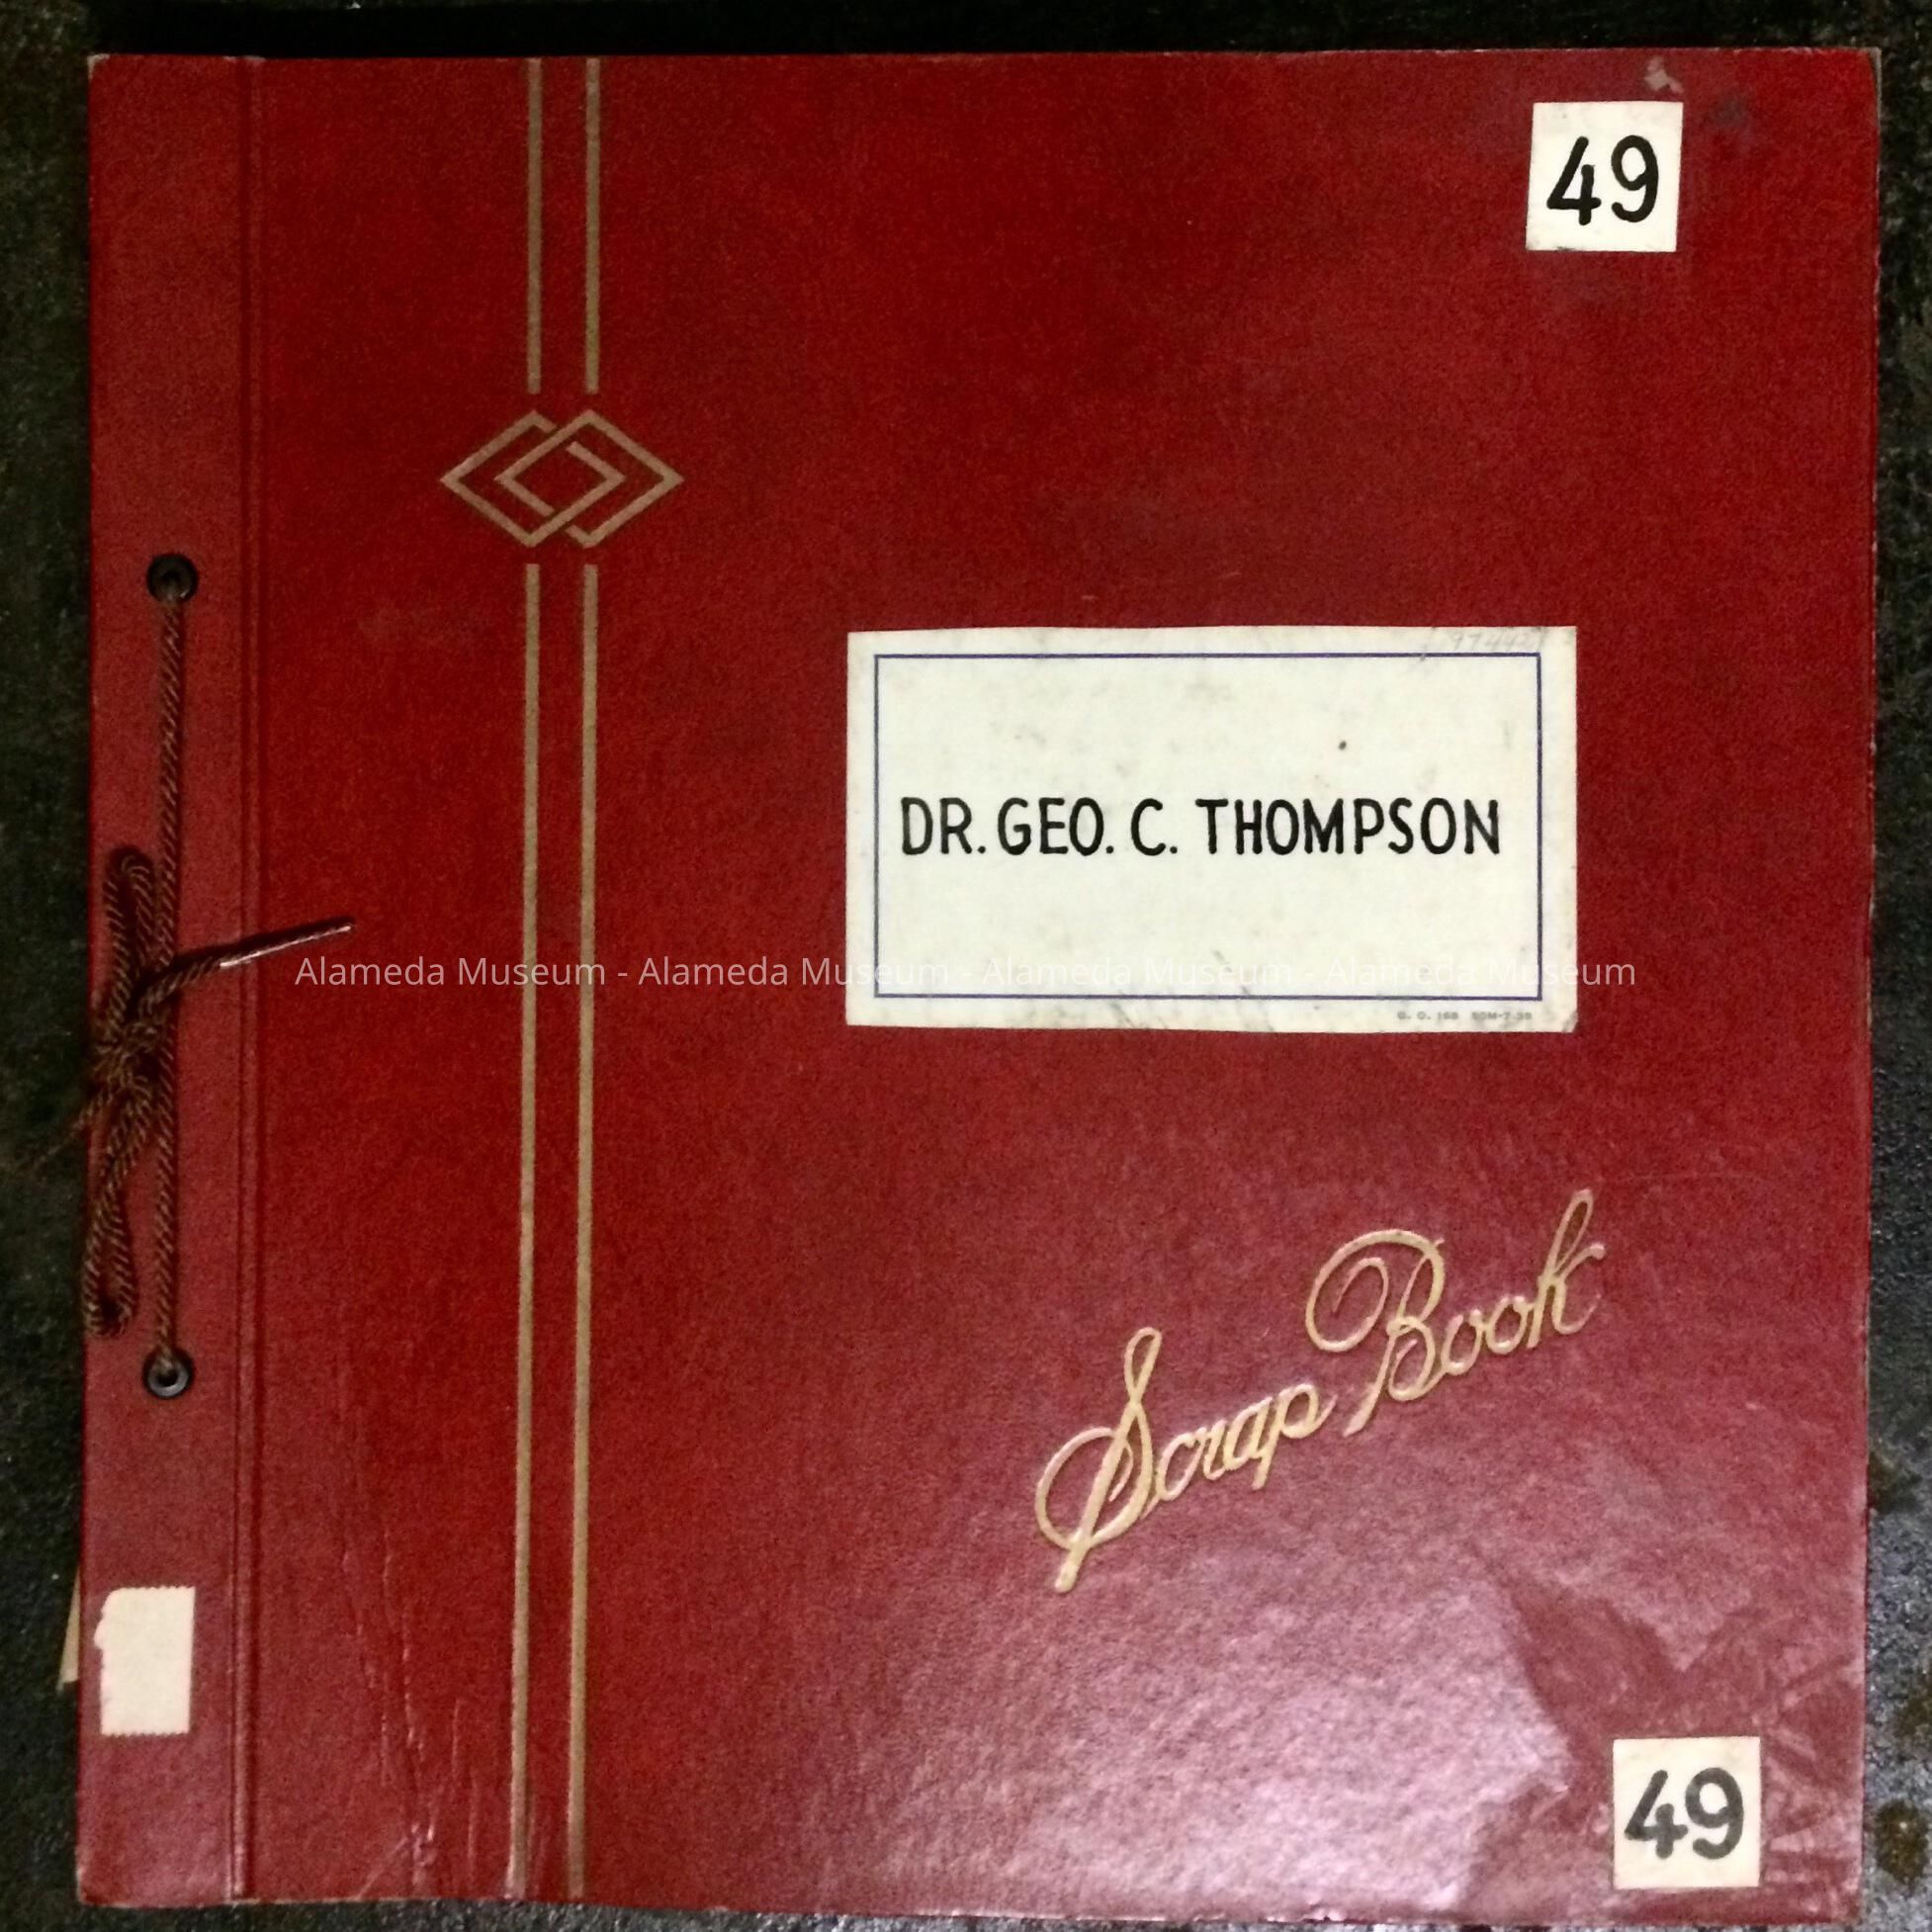 49
DR. GEO. C. THOMPSON
Alameda Museum - Alameda Museum - Alameda Museum - Alameda Museum
Scrap Book
49